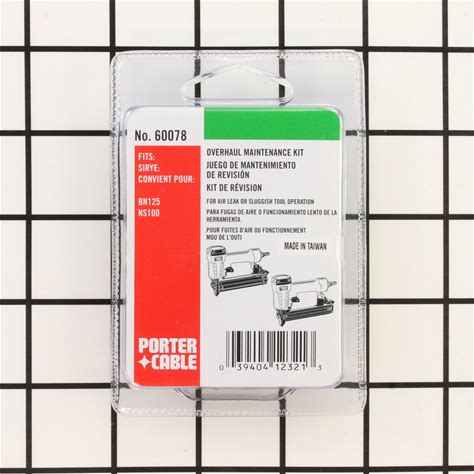 No. 60078
FITS:
SIRYE:
CONVIENT POUR:
BN125
NS100
OVERHAUL MAINTENANCE KIT
JUEGO DE MANTENIMIENTO
DE REVISIÓN
KIT DE RÉVISION
FOR AIR LEAK OR SLUGGISH TOOL OPERATION
PARA FUGAS DE AIRE O FUNCIONAMIENTO LENTO DE LA
HERRAMIENTA
POUR FUITES D'AIR OU FONCTIONNEMENT
MOU DE L'OUTI
MADE IN TAIWAN
PORTER
CABLE
0 39404 12321 3